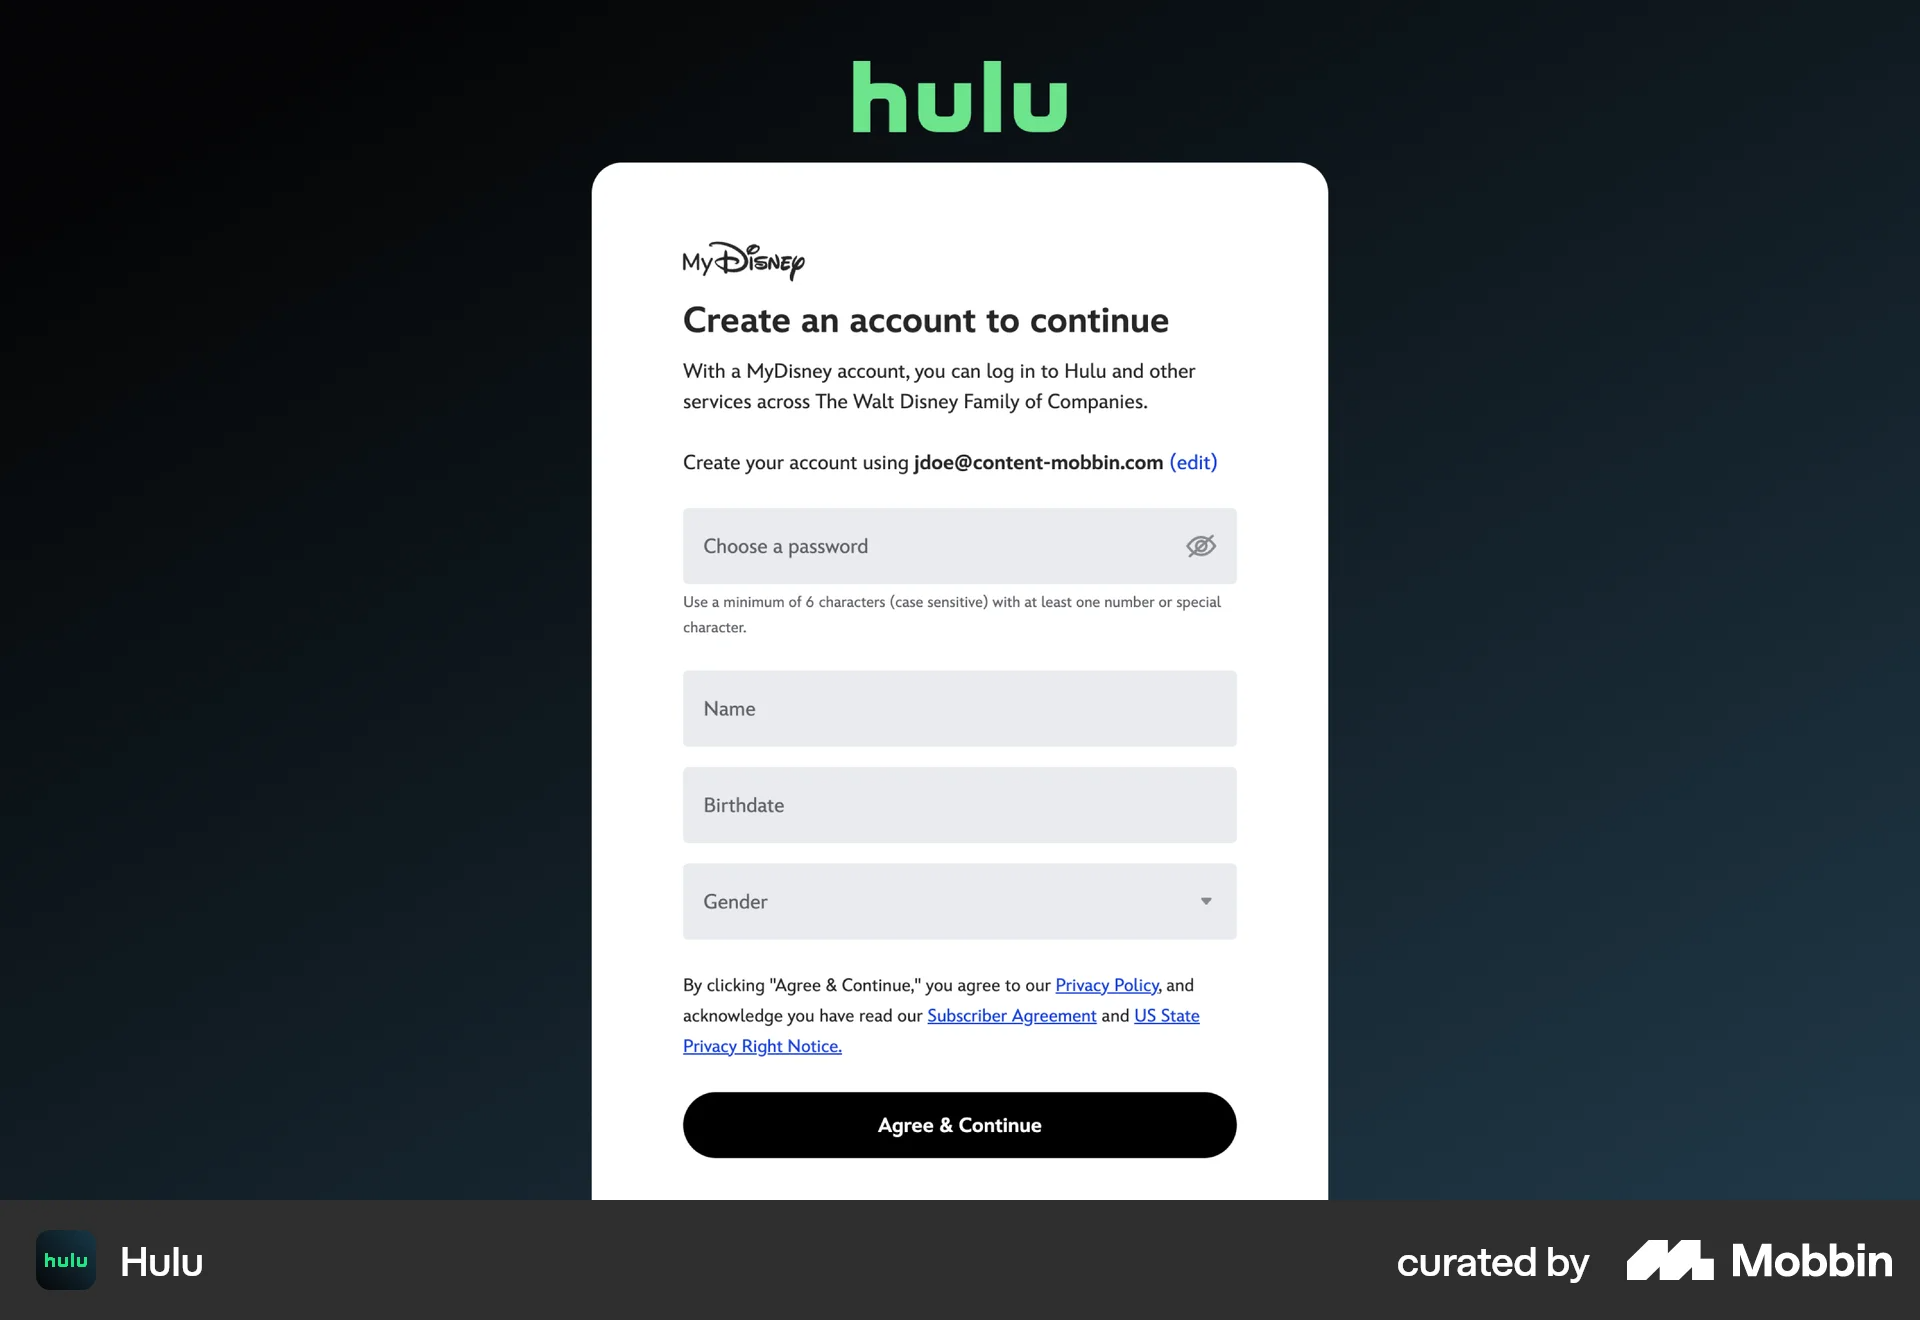 hulu
MyDisney
Create an account to continue
With a MyDisney account, you can log in to Hulu and other
services across The Walt Disney Family of Companies.
Create your account using jdoe@content-mobbin.com (edit)
Choose a password
Use a minimum of 6 characters (case sensitive) with at least one number or special
character.
Name
Birthdate
Gender
By clicking "Agree & Continue," you agree to our Privacy Policy, and
acknowledge you have read our Subscriber Agreement and US State
Privacy Right Notice.
Agree & Continue
hulu
Hulu
curated by
Mobbin